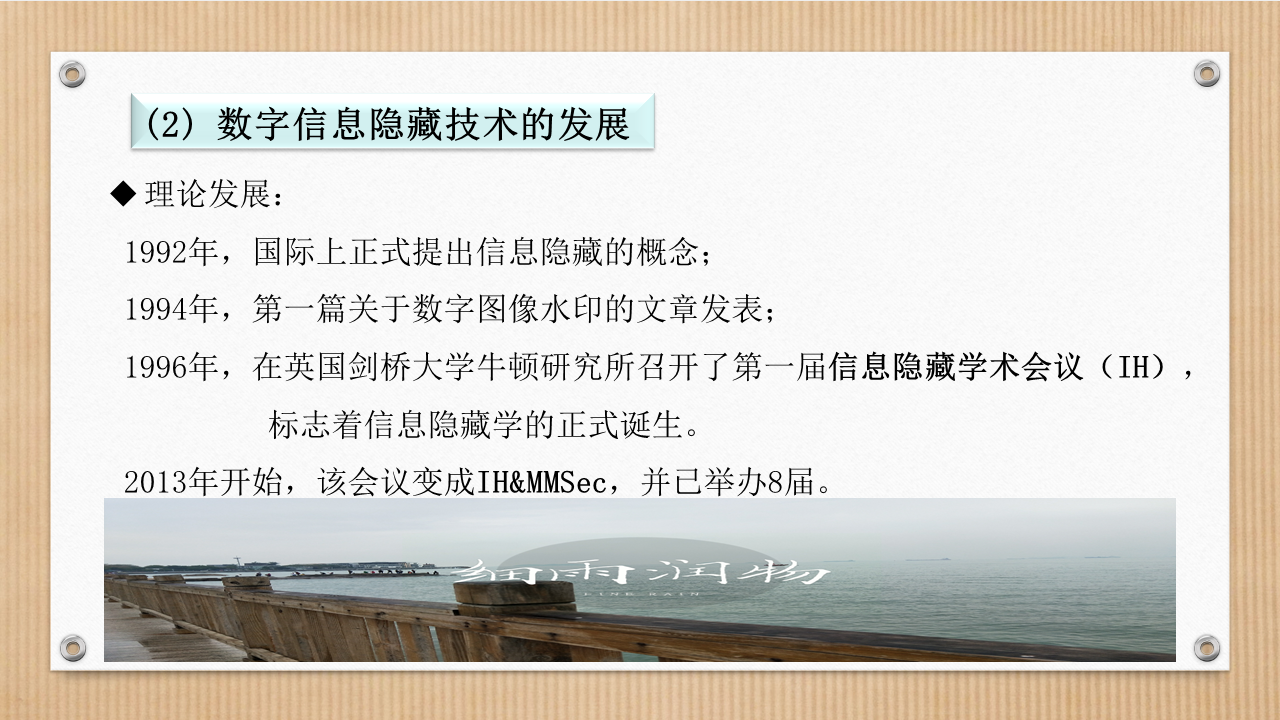 (2) 数字信息隐藏技术的发展
◆ 理论发展：
1992年，国际上正式提出信息隐藏的概念；
1994年，第一篇关于数字图像水印的文章发表；
1996年，在英国剑桥大学牛顿研究所召开了第一届信息隐藏学术会议（IH），
标志着信息隐藏学的正式诞生。
2013年开始，该会议变成IH&MMSec，并已举办8届。
细雨润物
FINE RAIN